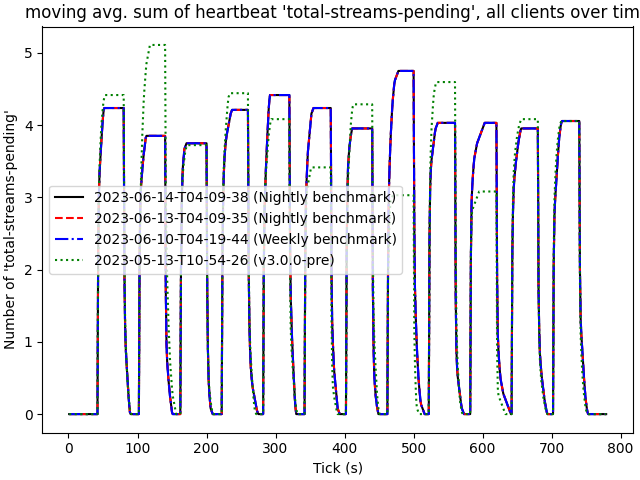 moving avg. sum of heartbeat 'total-streams-pending', all clients over tim
Number of 'total-streams-pending'
5
4
3
2
1
0
2023-06-14-T04-09-38 (Nightly benchmark)
2023-06-13-T04-09-35 (Nightly benchmark)
2023-06-10-T04-19-44 (Weekly benchmark)
2023-05-13-T10-54-26 (v3.0.0-pre)
0 100 200 300 400 500 600 700 800
Tick (s)